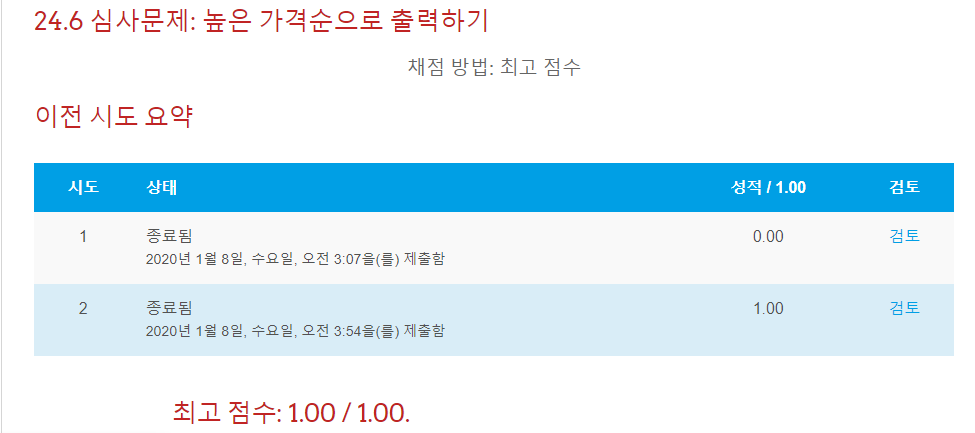 24.6 심사문제: 높은 가격순으로 출력하기
채점 방법: 최고 점수
이전 시도 요약
시도 상태 성적 / 1.00 검토
1 종료됨 0.00 검토
2020년 1월 8일, 수요일, 오전 3:07을(를) 제출함
2 종료됨 1.00 검토
2020년 1월 8일, 수요일, 오전 3:54을(를) 제출함
최고 점수: 1.00 / 1.00.